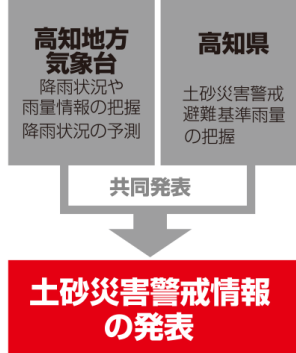 高知地方
気象台
降雨状況や
雨量情報の把握
降雨状況の予測
高知県
土砂災害警戒
避難基準雨量
の把握
共同発表
土砂災害警戒情報
の発表